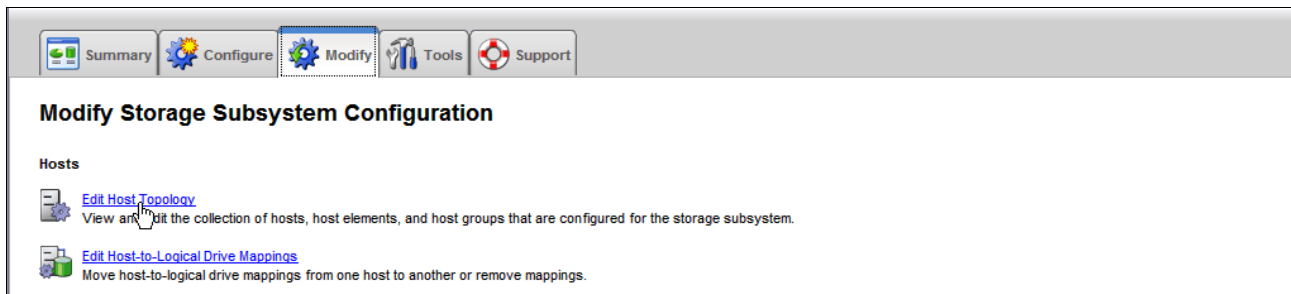 Summary Configure Modify Tools Support
Modify Storage Subsystem Configuration
Hosts
Edit Host Topology
View and edit the collection of hosts, host elements, and host groups that are configured for the storage subsystem.
Edit Host-to-Logical Drive Mappings
Move host-to-logical drive mappings from one host to another or remove mappings.